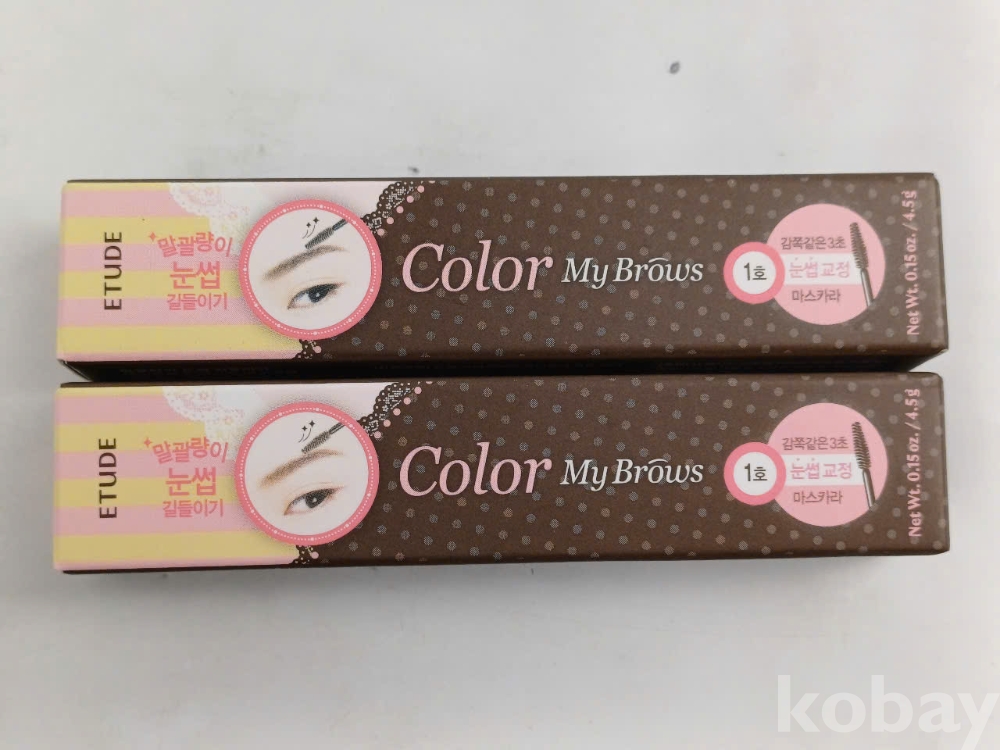 ETUDE
말괄량이
눈썹
길들이기
Color My Brows
1호
감쪽같은 3초
눈썹 교정
마스카라
Net Wt. 0.15 oz. / 4.5 g
ETUDE
말괄량이
눈썹
길들이기
Color My Brows
1호
감쪽같은 3초
눈썹 교정
마스카라
Net Wt. 0.15 oz. / 4.5 g
kobay